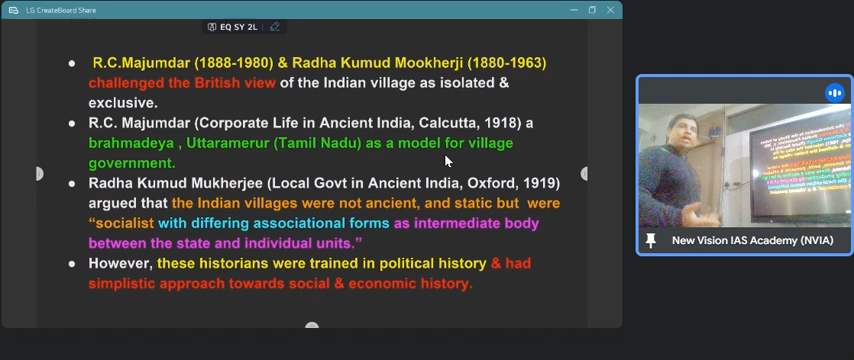 LG CreateBoard Share
EQ SY 2L
R.C.Majumdar (1888-1980) & Radha Kumud Mookherji (1880-1963)
challenged the British view of the Indian village as isolated &
exclusive.
R.C. Majumdar (Corporate Life in Ancient India, Calcutta, 1918) a
brahmadeya , Uttaramerur (Tamil Nadu) as a model for village
government.
Radha Kumud Mukherjee (Local Govt in Ancient India, Oxford, 1919)
argued that the Indian villages were not ancient, and static but were
“socialist with differing associational forms as intermediate body
between the state and individual units.”
However, these historians were trained in political history & had
simplistic approach towards social & economic history.
New Vision IAS Academy (NVIA)